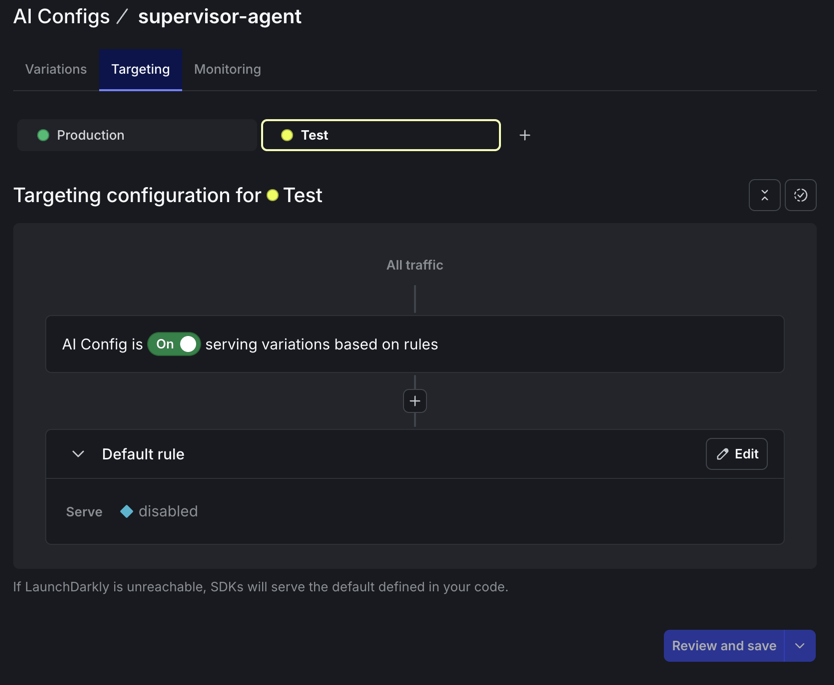 AI Configs / supervisor-agent
Variations Targeting Monitoring
Production Test +
Targeting configuration for Test
All traffic
AI Config is On serving variations based on rules
+
Default rule Edit
Serve disabled
If LaunchDarkly is unreachable, SDKs will serve the default defined in your code.
Review and save